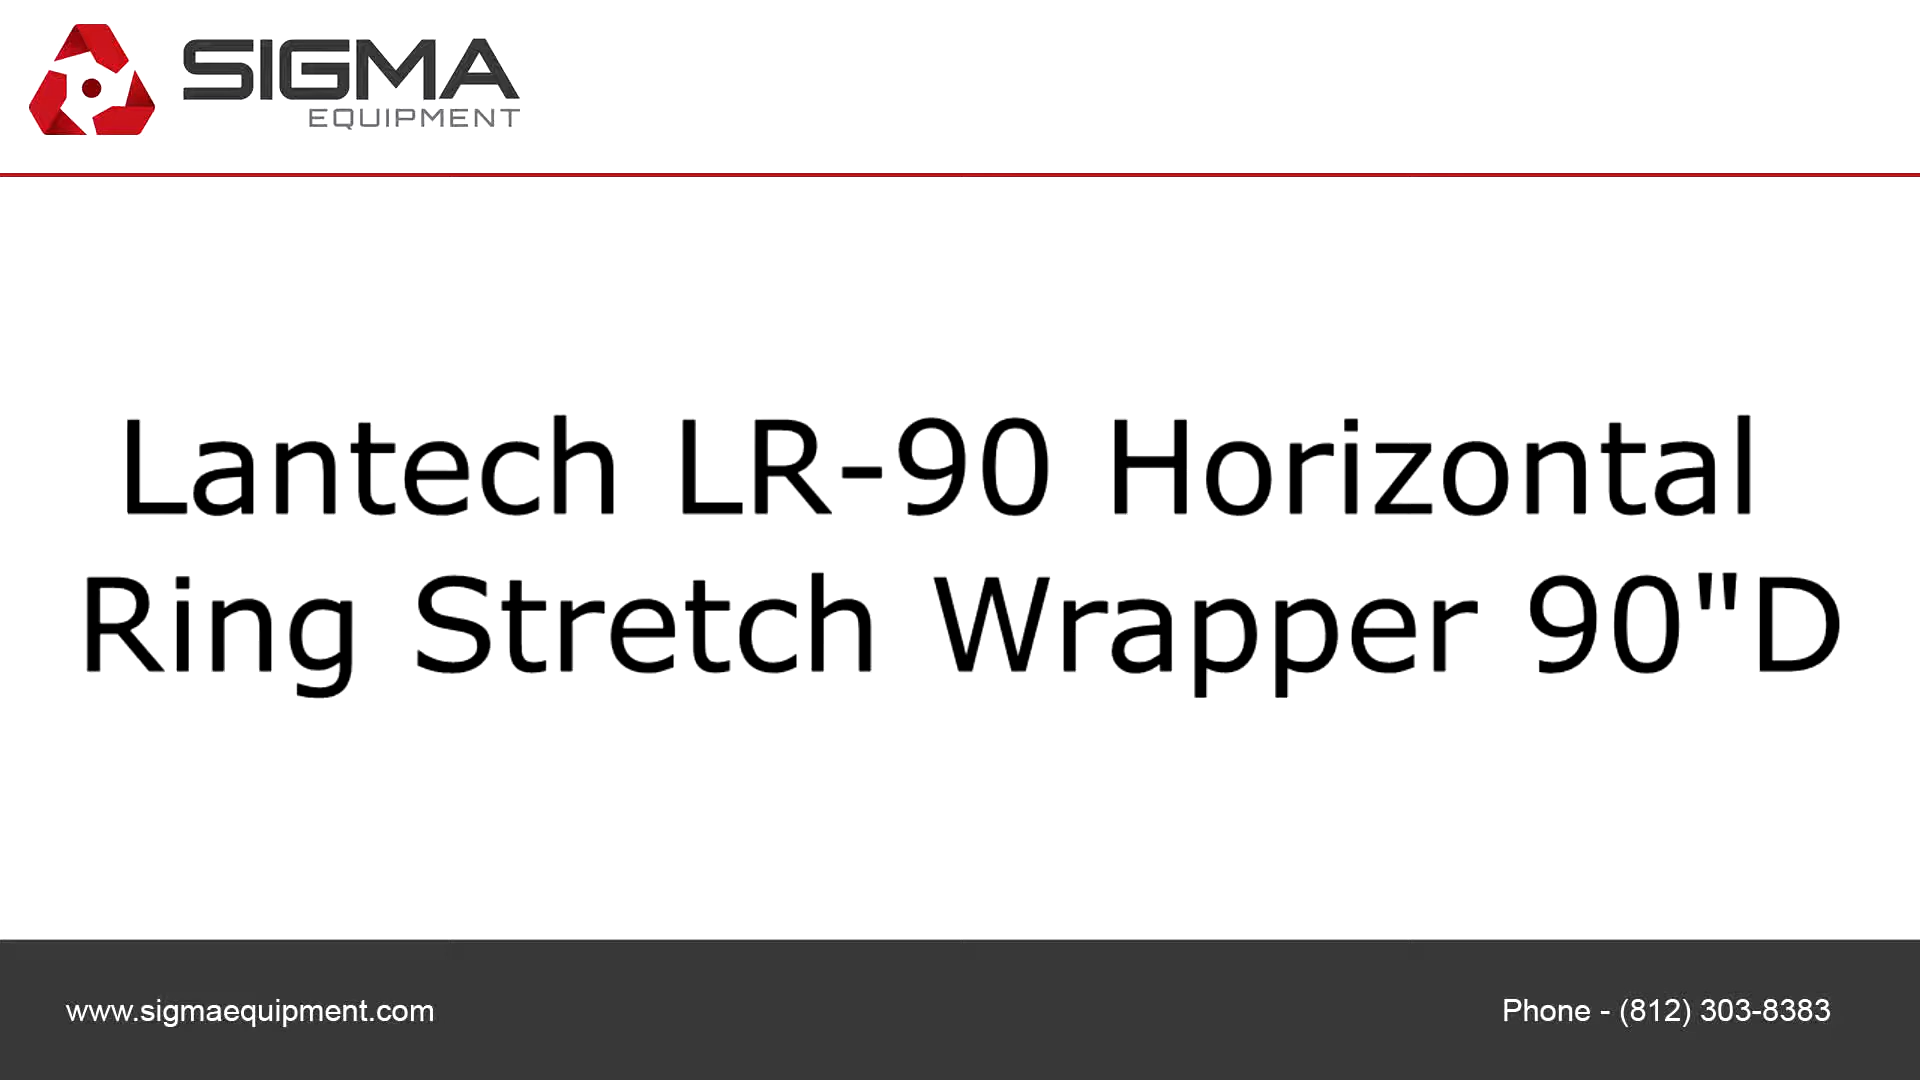 SIGMA
EQUIPMENT
Lantech LR-90 Horizontal
Ring Stretch Wrapper 90"D
www.sigmaequipment.com
Phone - (812) 303-8383